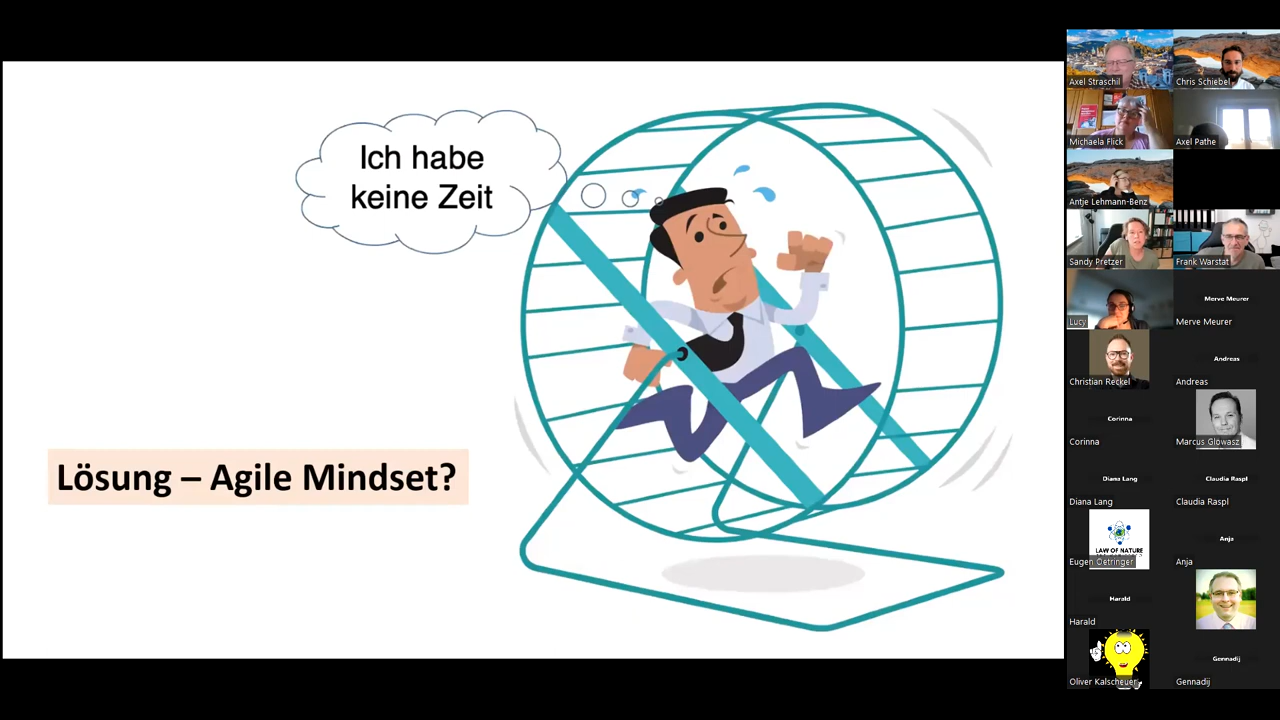 Ich habe
keine Zeit
Lösung – Agile Mindset?
Axel Straschil
Chris Schiebel
Michaela Flick
Axel Pathe
Antje Lehmann-Benz
Sandy Pretzer
Frank Warstat
Lucy
Merve Meurer
Merve Meurer
Christian Reckel
Andreas
Andreas
Corinna
Corinna
Marcus Glowasz
Diana Lang
Diana Lang
Claudia Raspl
Claudia Raspl
LAW OF NATURE
Eugen Oetringer
Anja
Anja
Harald
Harald
Oliver Kalscheuer
Gennadij
Gennadij